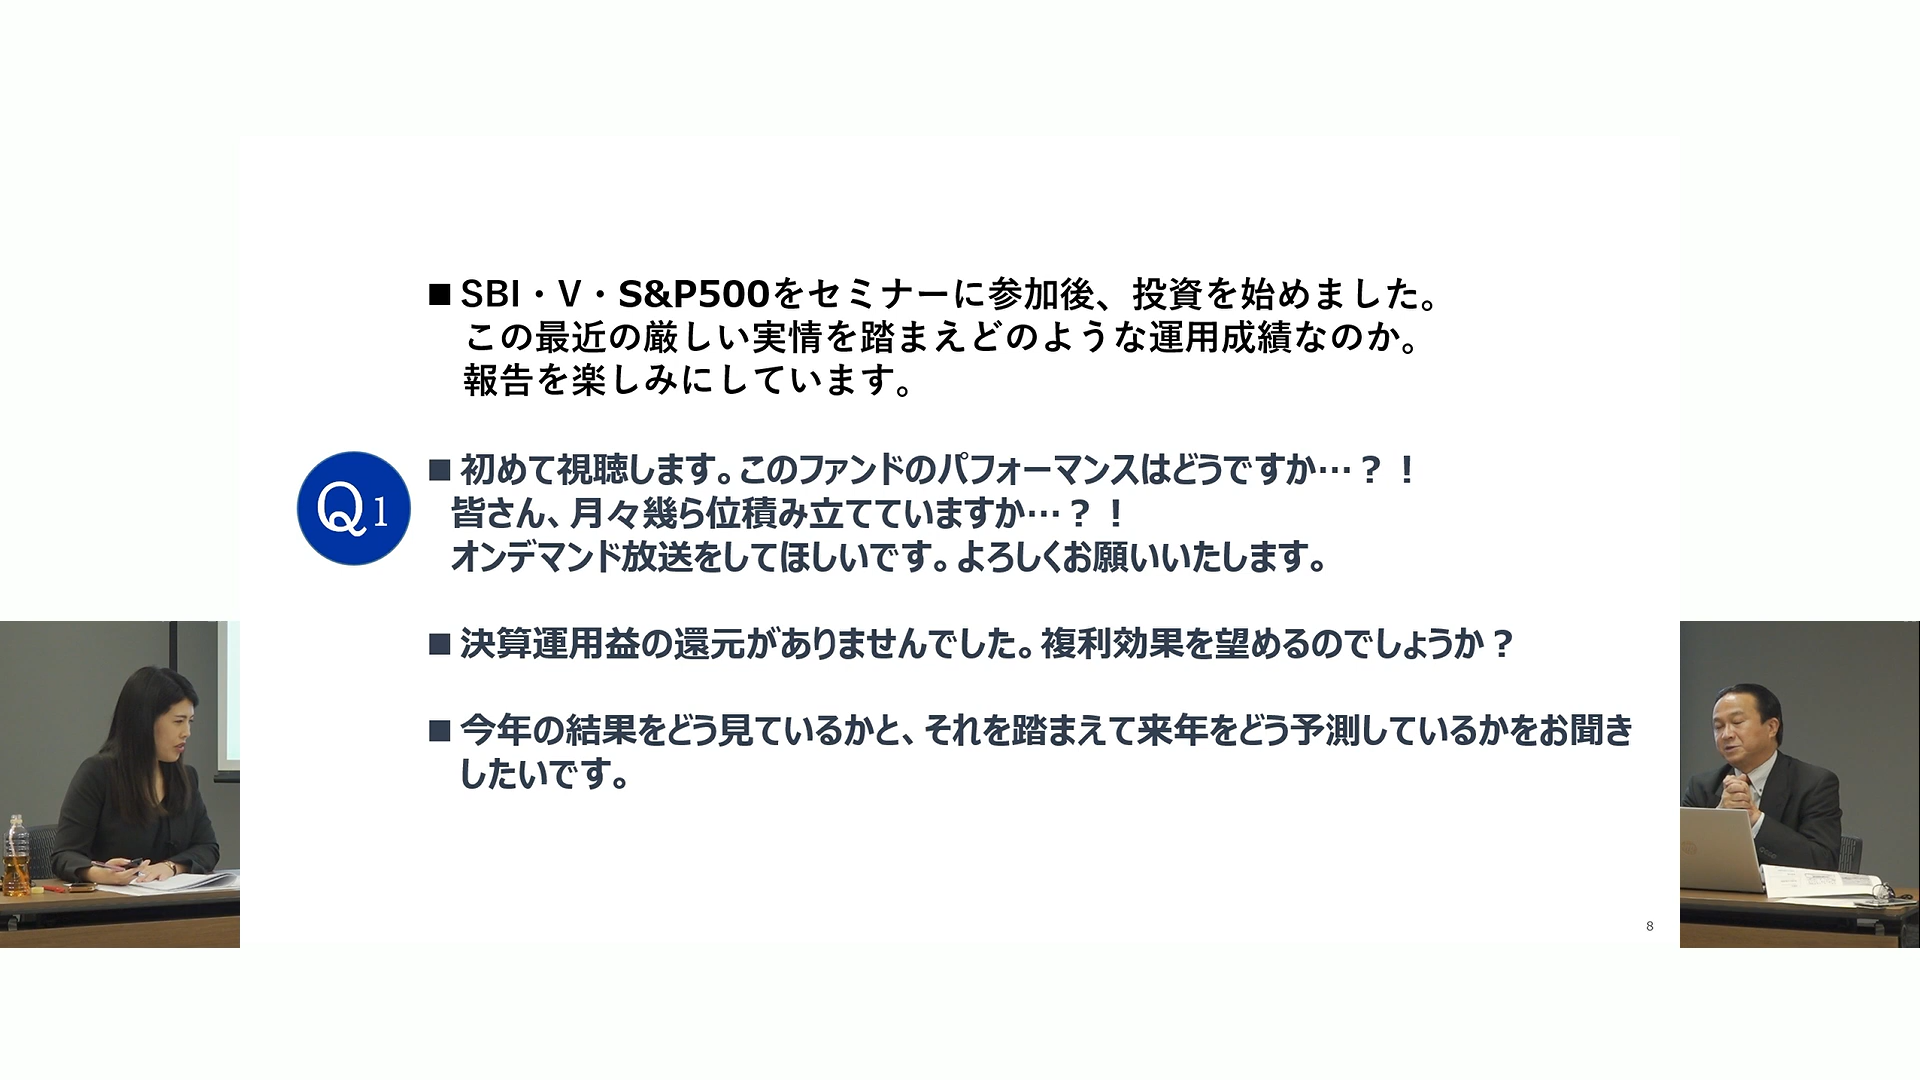 ■ SBI・V・S&P500をセミナーに参加後、投資を始めました。
この最近の厳しい実情を踏まえどのような運用成績なのか。
報告を楽しみにしています。
Q1
■ 初めて視聴します。このファンドのパフォーマンスはどうですか…？！
皆さん、月々幾ら位積み立てていますか…？！
オンデマンド放送をしてほしいです。よろしくお願いいたします。
■ 決算運用益の還元がありませんでした。複利効果を望めるのでしょうか？
■ 今年の結果をどう見ているかと、それを踏まえて来年をどう予測しているかをお聞き
したいです。
8